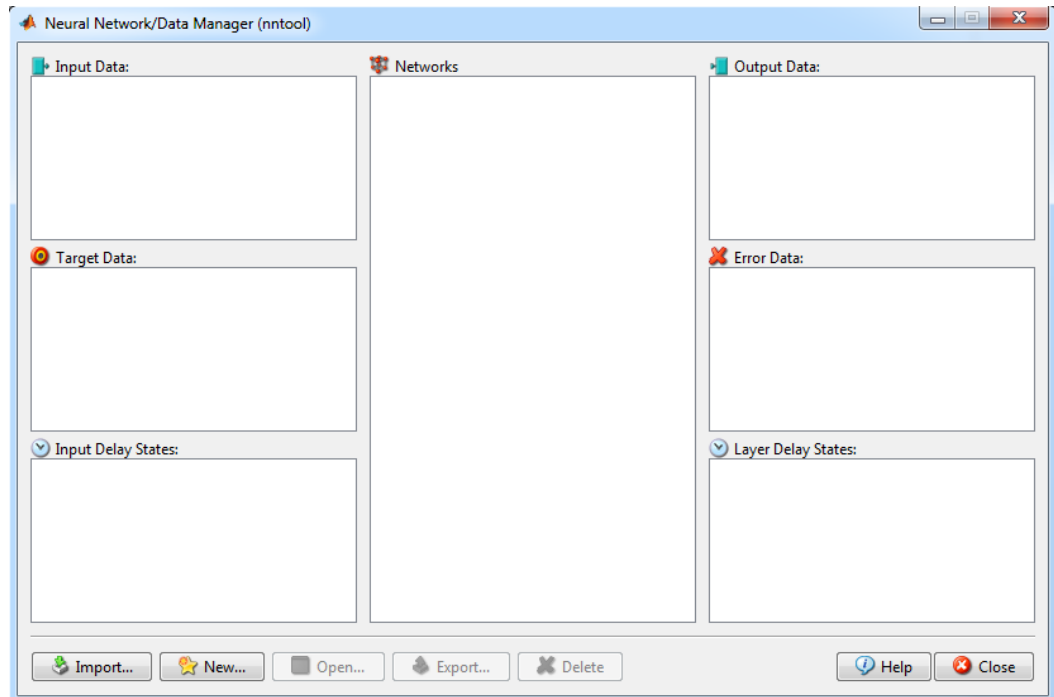 Neural Network/Data Manager (nntool)
Input Data:
Networks
Output Data:
Target Data:
Error Data:
Input Delay States:
Layer Delay States:
Import...
New...
Open...
Export...
Delete
Help
Close